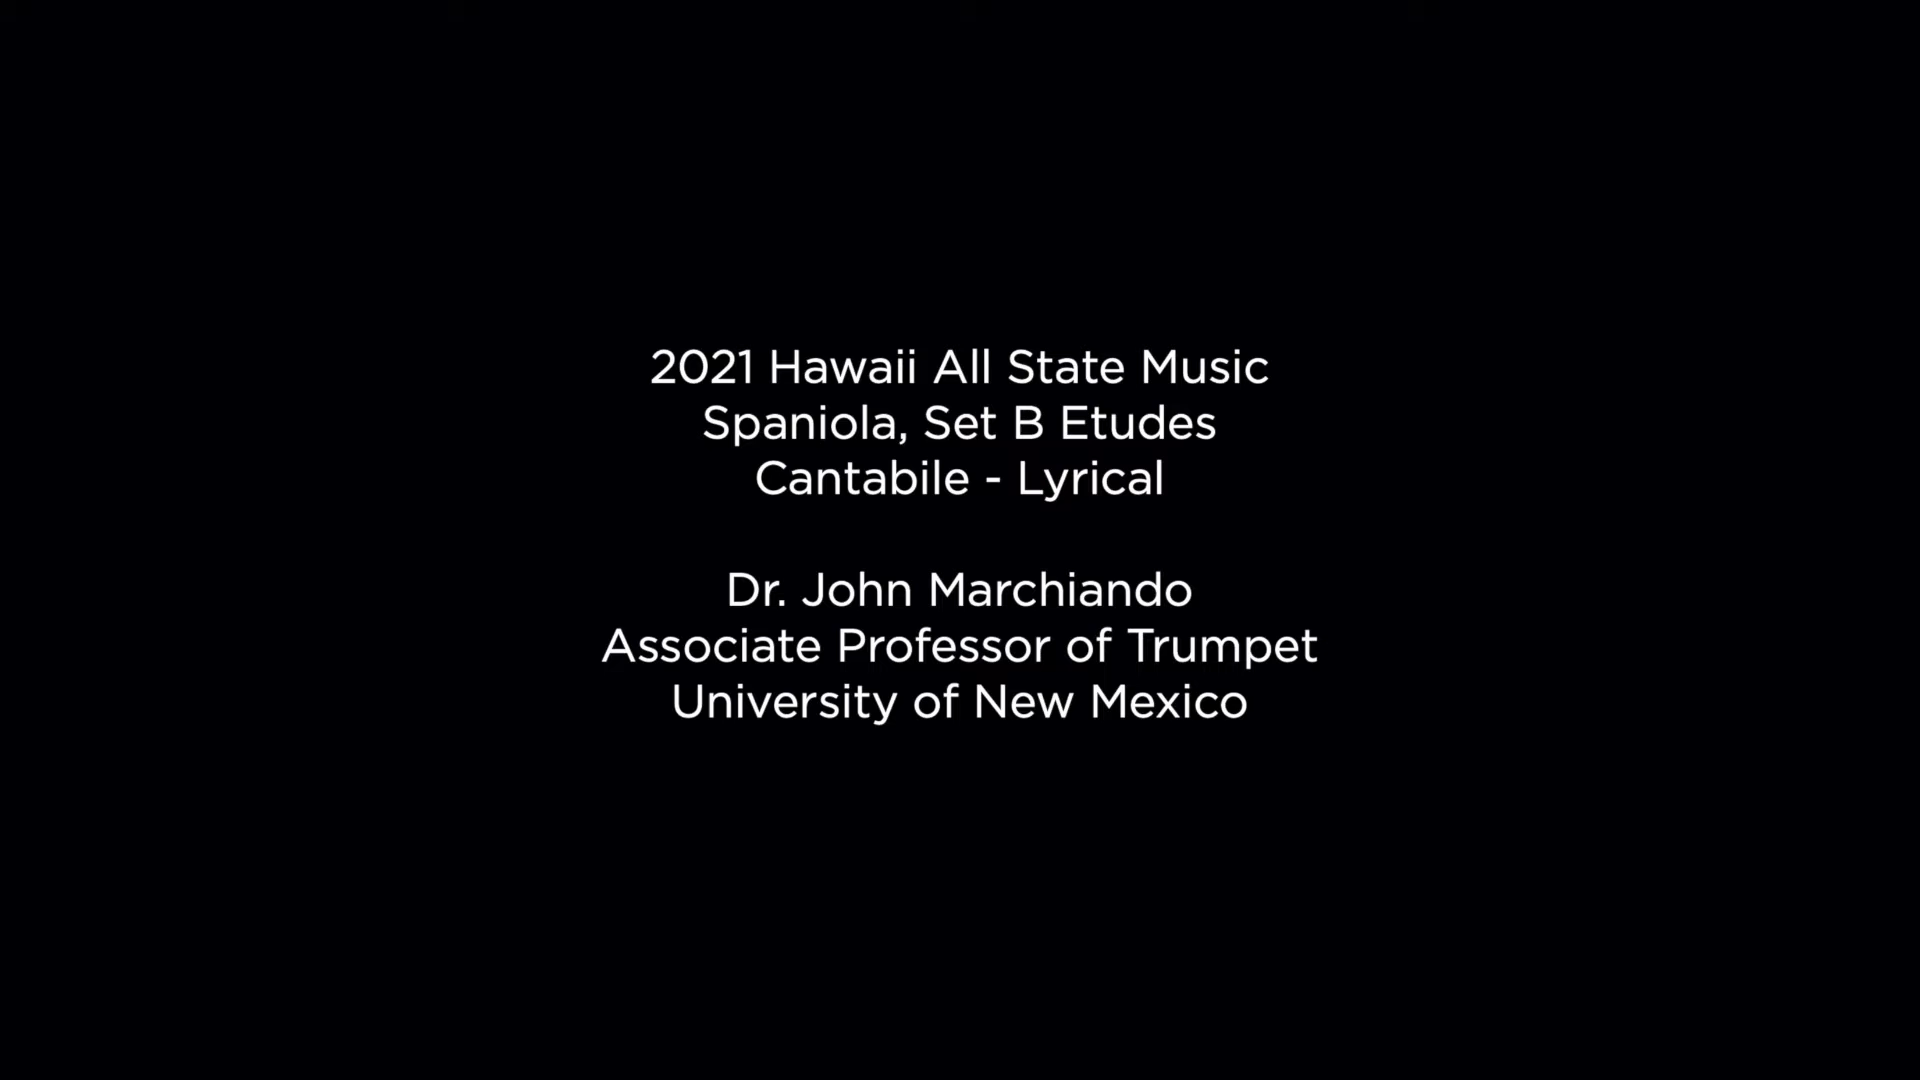 2021 Hawaii All State Music
Spaniola, Set B Etudes
Cantabile - Lyrical
Dr. John Marchiando
Associate Professor of Trumpet
University of New Mexico